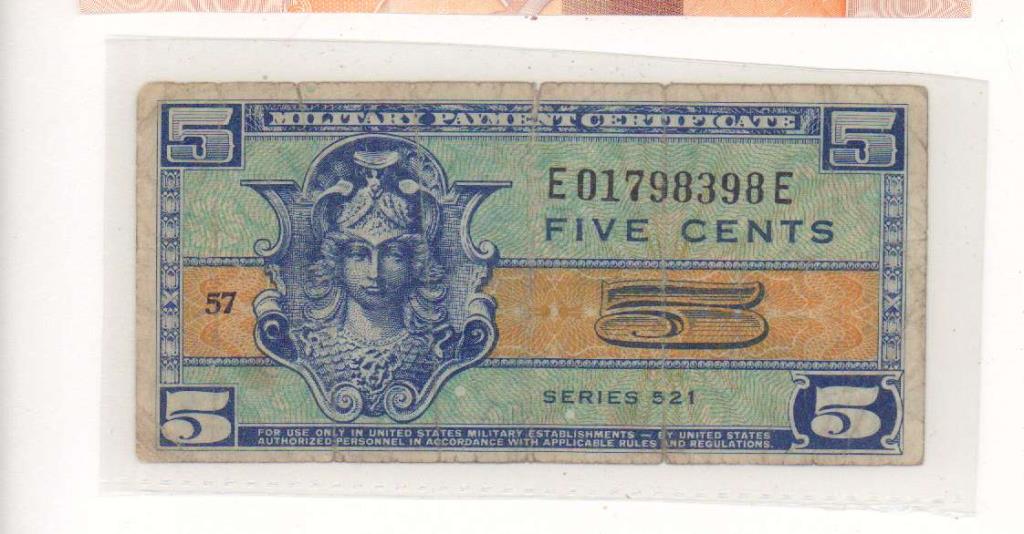 5 MILITARY PAYMENT CERTIFICATE 5
E01798398E
FIVE CENTS
57
5
SERIES 521
5 5
FOR USE ONLY IN UNITED STATES MILITARY ESTABLISHMENTS — BY UNITED STATES
AUTHORIZED PERSONNEL IN ACCORDANCE WITH APPLICABLE RULES AND REGULATIONS.